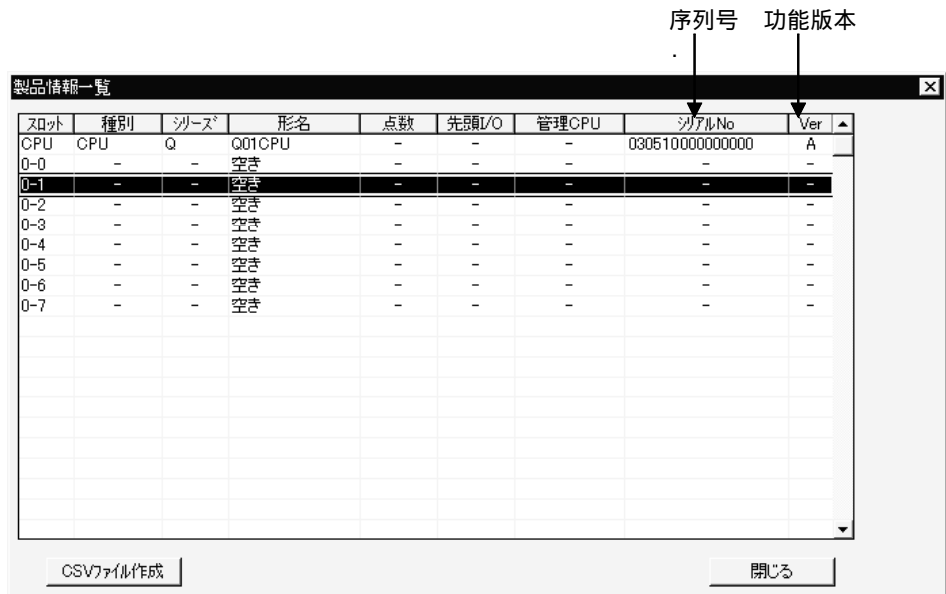 序列号 功能版本
製品情報一覧
スロット 種別 シリーズ 形名 点数 先頭I/O 管理CPU シリアルNo Ver
CPU CPU Q Q01CPU - - - 030510000000000 A
0-0 - - 空き - - - - -
0-1 - - 空き - - - - -
0-2 - - 空き - - - - -
0-3 - - 空き - - - - -
0-4 - - 空き - - - - -
0-5 - - 空き - - - - -
0-6 - - 空き - - - - -
0-7 - - 空き - - - - -
CSVファイル作成 閉じる